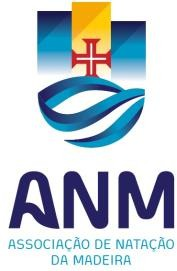 ANM
ASSOCIAÇÃO DE NATAÇÃO
DA MADEIRA